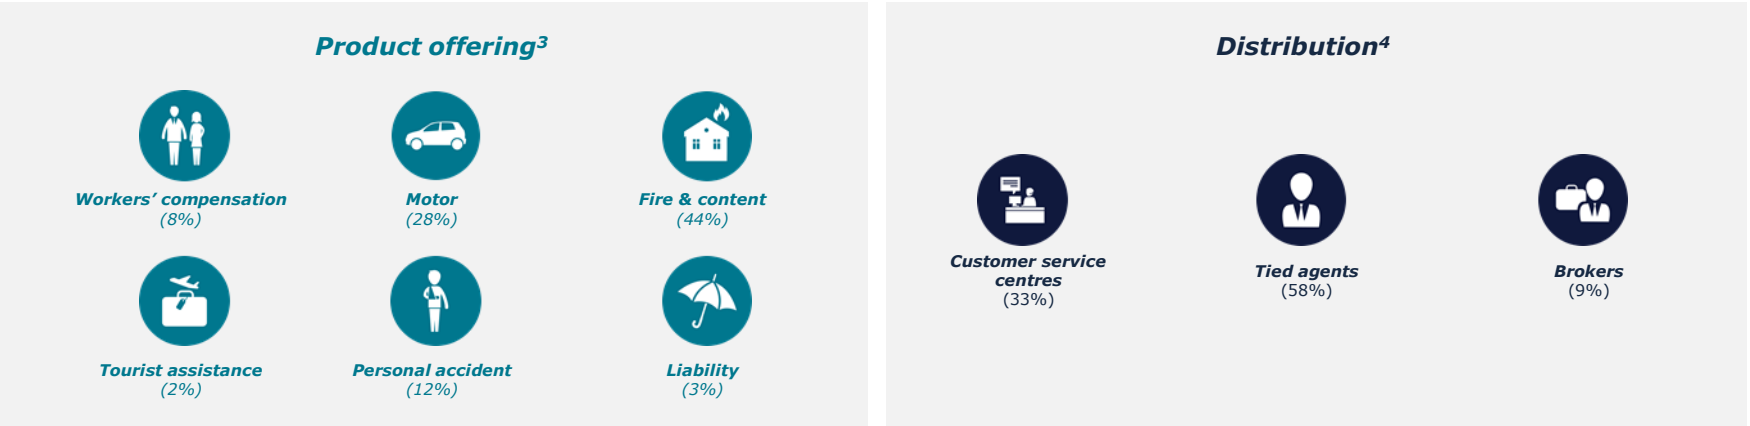 Product offering³
Workers’ compensation
(8%)
Motor
(28%)
Fire & content
(44%)
Tourist assistance
(2%)
Personal accident
(12%)
Liability
(3%)
Distribution⁴
Customer service
centres
(33%)
Tied agents
(58%)
Brokers
(9%)